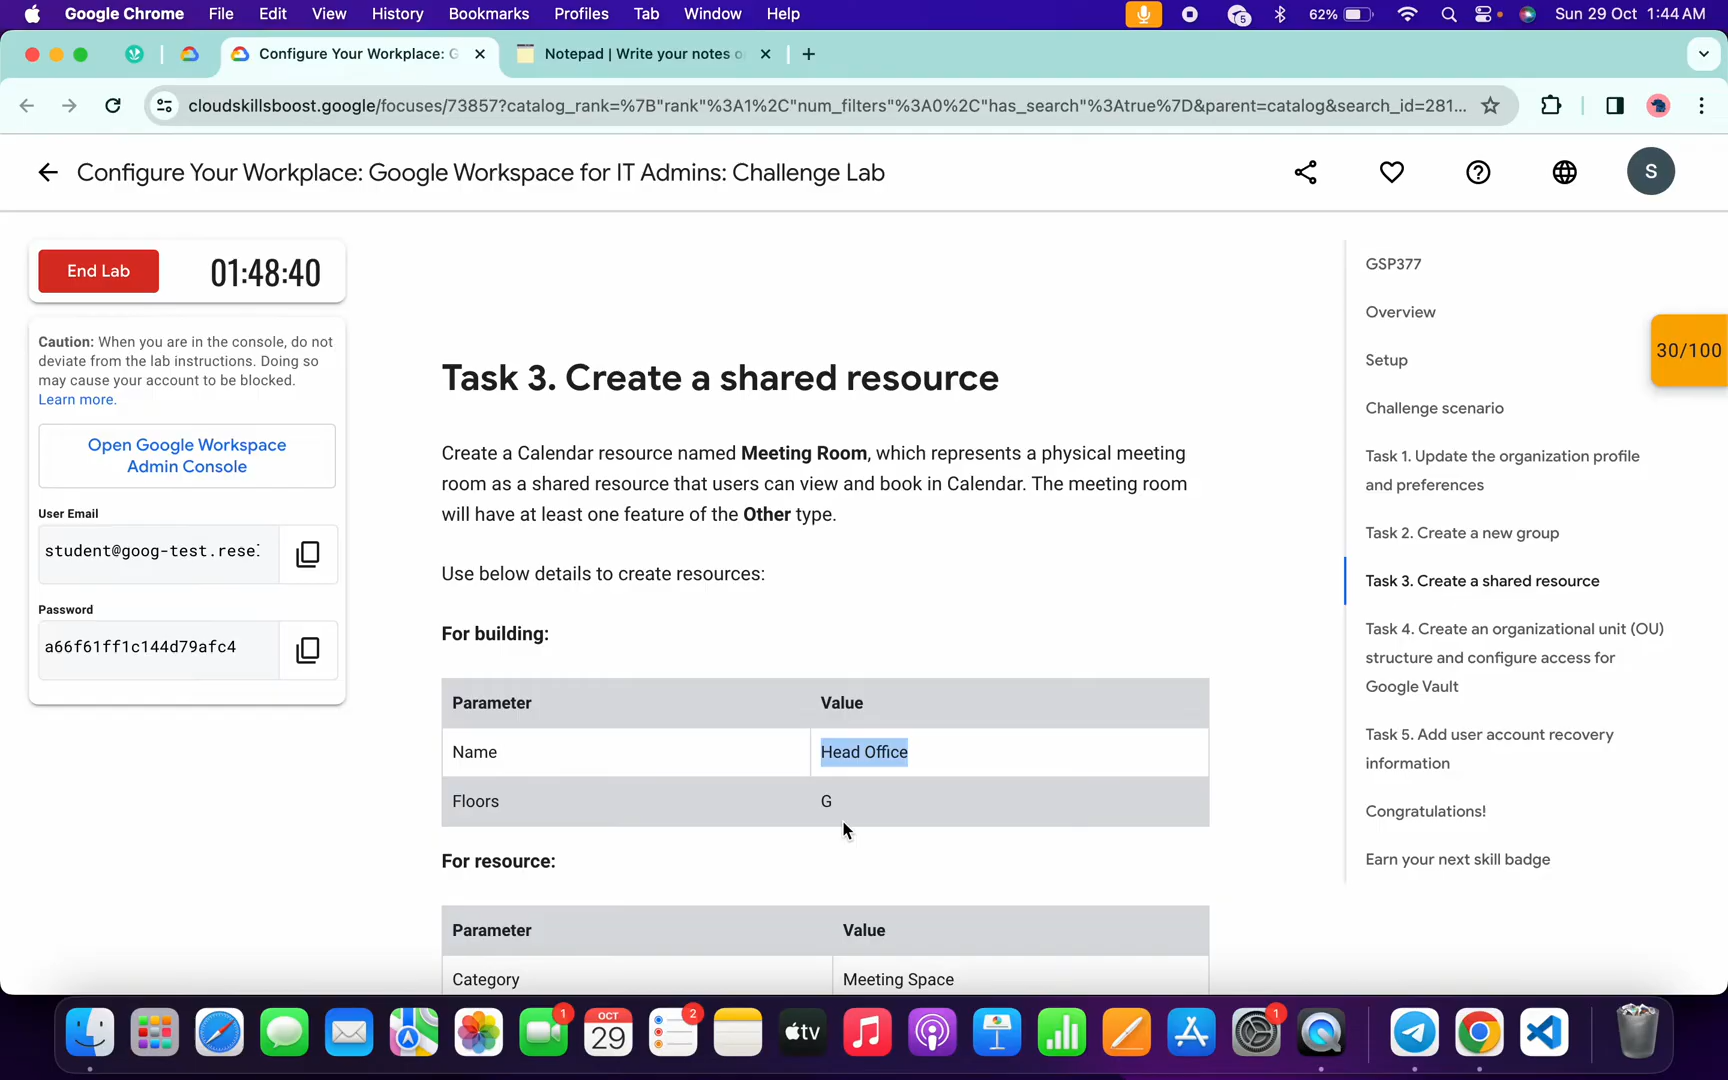 Google Chrome File Edit View History Bookmarks Profiles Tab Window Help 5 62% Sun 29 Oct 1:44 AM
Configure Your Workplace: G
Notepad | Write your notes o
cloudskillsboost.google/focuses/73857?catalog_rank=%7B"rank"%3A1%2C"num_filters"%3A0%2C"has_search"%3Atrue%7D&parent=catalog&search_id=281...
Configure Your Workplace: Google Workspace for IT Admins: Challenge Lab
S
End Lab
01:48:40
Caution: When you are in the console, do not
deviate from the lab instructions. Doing so
may cause your account to be blocked.
Learn more.
Open Google Workspace
Admin Console
User Email
student@goog-test.rese
Password
a66f61ff1c144d79afc4
Task 3. Create a shared resource
Create a Calendar resource named Meeting Room, which represents a physical meeting
room as a shared resource that users can view and book in Calendar. The meeting room
will have at least one feature of the Other type.
Use below details to create resources:
For building:
Parameter Value
Name Head Office
Floors G
For resource:
Parameter Value
Category Meeting Space
GSP377
Overview
Setup
Challenge scenario
Task 1. Update the organization profile
and preferences
Task 2. Create a new group
Task 3. Create a shared resource
Task 4. Create an organizational unit (OU)
structure and configure access for
Google Vault
Task 5. Add user account recovery
information
Congratulations!
Earn your next skill badge
30/100
1
OCT
29
2
tv
1